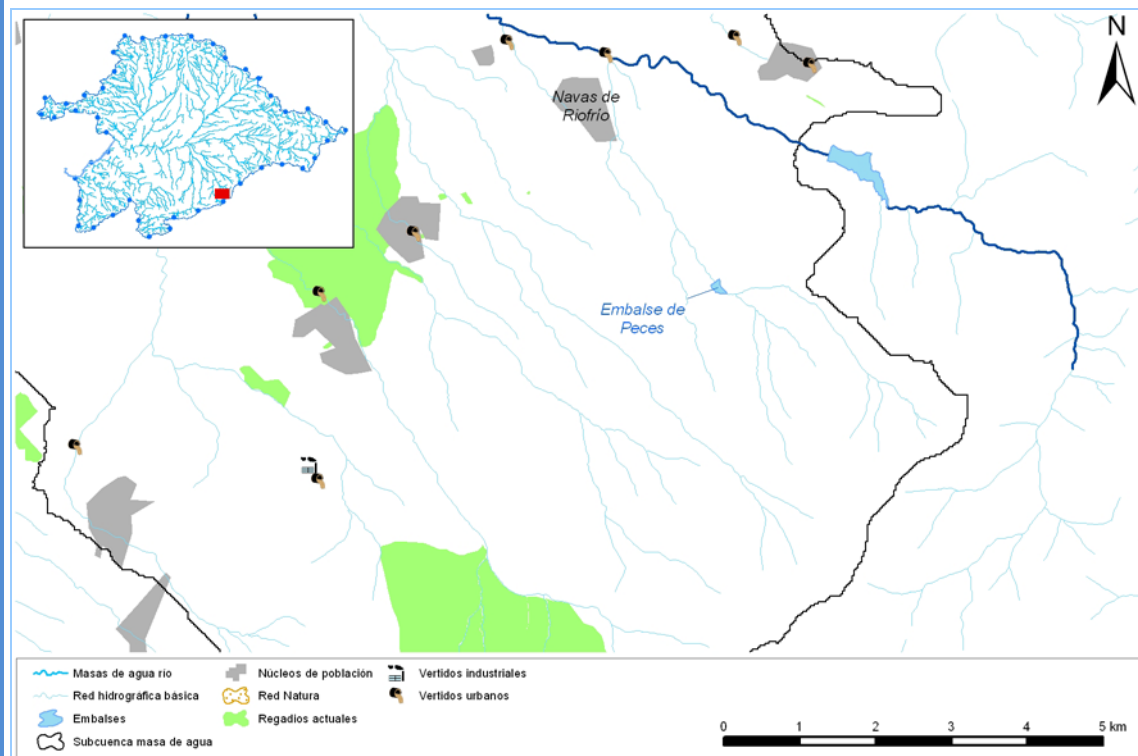 N
Navas de
Riofrío
Embalse de
Peces
Masas de agua río
Red hidrográfica básica
Embalses
Subcuenca masa de agua
Núcleos de población
Red Natura
Regadíos actuales
Vertidos industriales
Vertidos urbanos
0 1 2 3 4 5 km